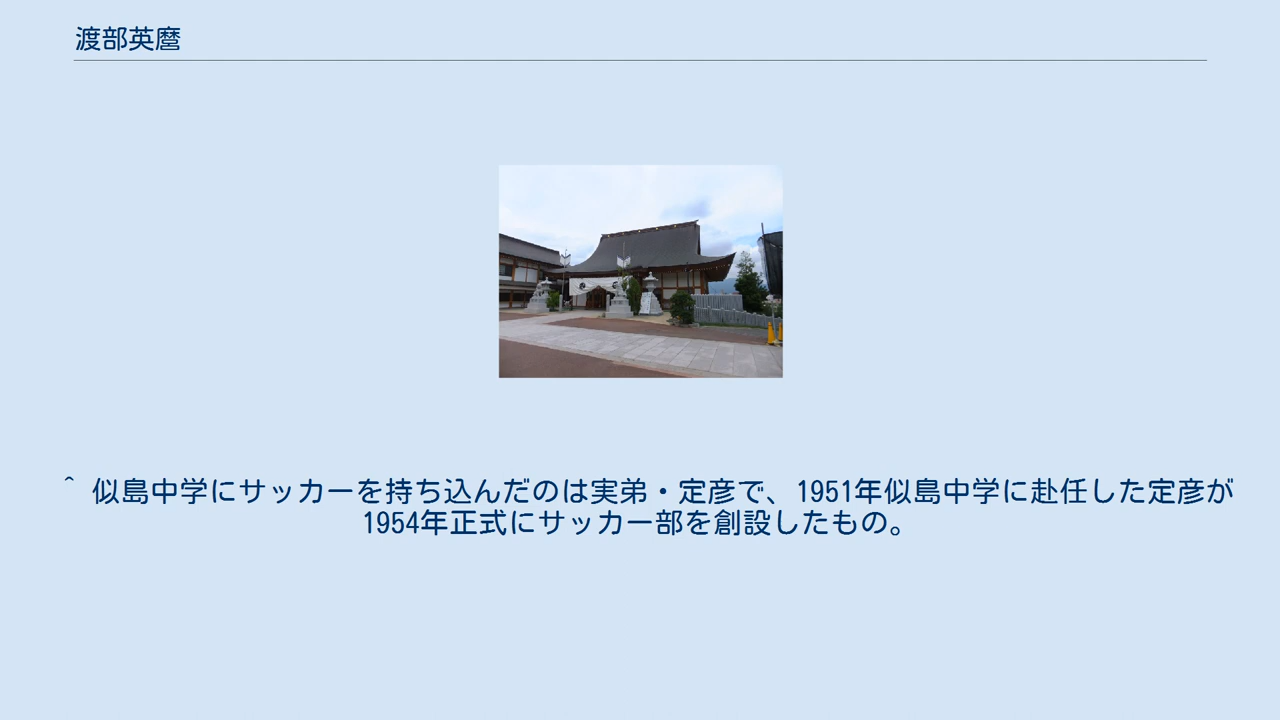 渡部英麿
^ 似島中学にサッカーを持ち込んだのは実弟・定彦で、1951年似島中学に赴任した定彦が
1954年正式にサッカー部を創設したもの。